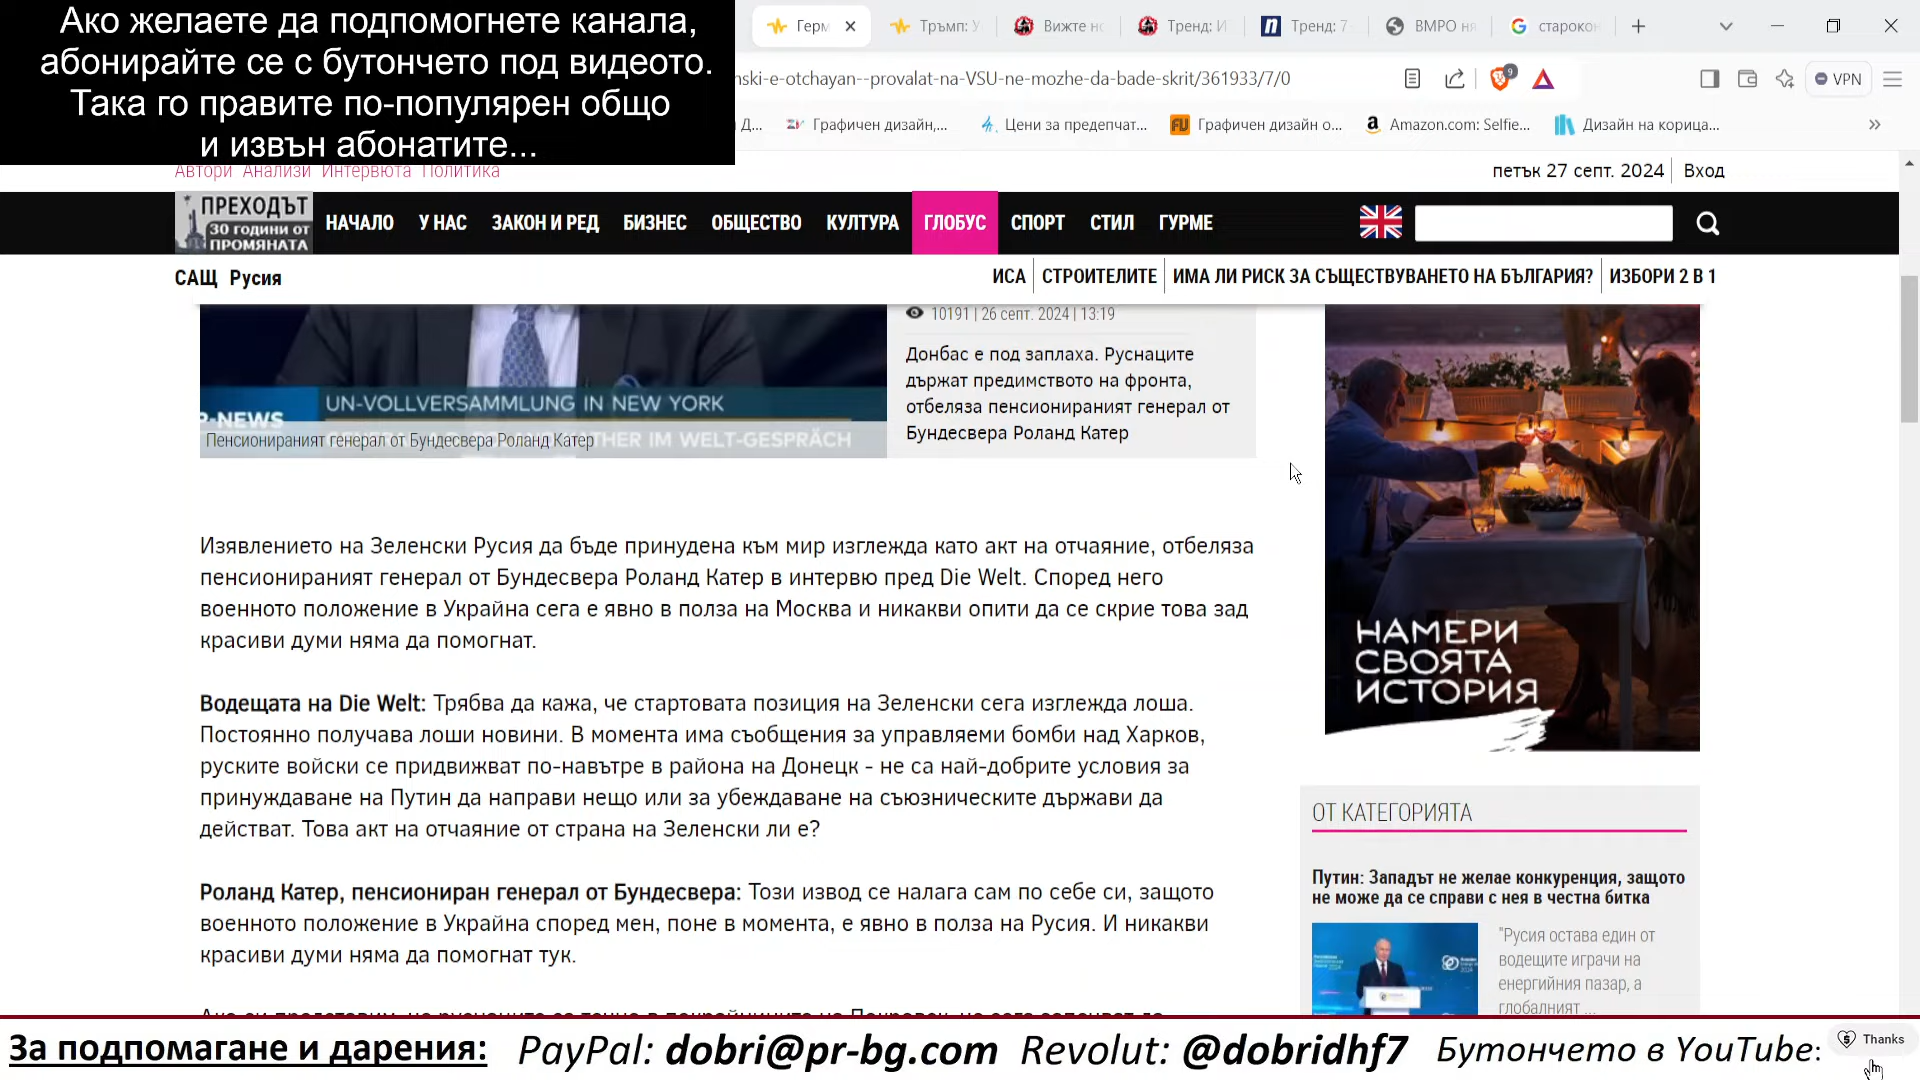 Ако желаете да подпомогнете канала,
абонирайте се с бутончето под видеото.
Така го правите по-популярен общо
и извън абонатите...
Герм
Тръмп: У
Вижте но
Тренд: И
Тренд: 7
ВМРО ня
староко
nski-e-otchayan--provalat-na-VSU-ne-mozhe-da-bade-skrit/361933/7/0
9
VPN
Д...
Графичен дизайн,...
Цени за предпечат...
Графичен дизайн о...
Amazon.com: Selfie...
Дизайн на корица...
Автори Анализи Интервюта Политика
петък 27 септ. 2024 Вход
ПРЕХОДЪТ
30 години от
ПРОМЯНАТА
НАЧАЛО У НАС ЗАКОН И РЕД БИЗНЕС ОБЩЕСТВО КУЛТУРА ГЛОБУС СПОРТ СТИЛ ГУРМЕ
САЩ Русия
ИСА СТРОИТЕЛИТЕ ИМА ЛИ РИСК ЗА СЪЩЕСТВУВАНЕТО НА БЪЛГАРИЯ? ИЗБОРИ 2 В 1
10191 | 26 септ. 2024 | 13:19
Донбас е под заплаха. Руснаците
държат предимството на фронта,
отбеляза пенсионираният генерал от
Бундесвера Роланд Катер
UN-VOLLVERSAMMLUNG IN NEW YORK
P-NEWS
THER IM WELT-GESPRÄCH
Пенсионираният генерал от Бундесвера Роланд Катер
Изявлението на Зеленски Русия да бъде принудена към мир изглежда като акт на отчаяние, отбеляза
пенсионираният генерал от Бундесвера Роланд Катер в интервю пред Die Welt. Според него
военното положение в Украйна сега е явно в полза на Москва и никакви опити да се скрие това зад
красиви думи няма да помогнат.
Водещата на Die Welt: Трябва да кажа, че стартовата позиция на Зеленски сега изглежда лоша.
Постоянно получава лоши новини. В момента има съобщения за управляеми бомби над Харков,
руските войски се придвижват по-навътре в района на Донецк - не са най-добрите условия за
принуждаване на Путин да направи нещо или за убеждаване на съюзническите държави да
действат. Това акт на отчаяние от страна на Зеленски ли е?
Роланд Катер, пенсиониран генерал от Бундесвера: Този извод се налага сам по себе си, защото
военното положение в Украйна според мен, поне в момента, е явно в полза на Русия. И никакви
красиви думи няма да помогнат тук.
НАМЕРИ
СВОЯТА
ИСТОРИЯ
ОТ КАТЕГОРИЯТА
Путин: Западът не желае конкуренция, защото
не може да се справи с нея в честна битка
"Русия остава един от
водещите играчи на
енергийния пазар, а
глобалният ...
За подпомагане и дарения: PayPal: dobri@pr-bg.com Revolut: @dobridhf7 Бутончето в YouTube: Thanks